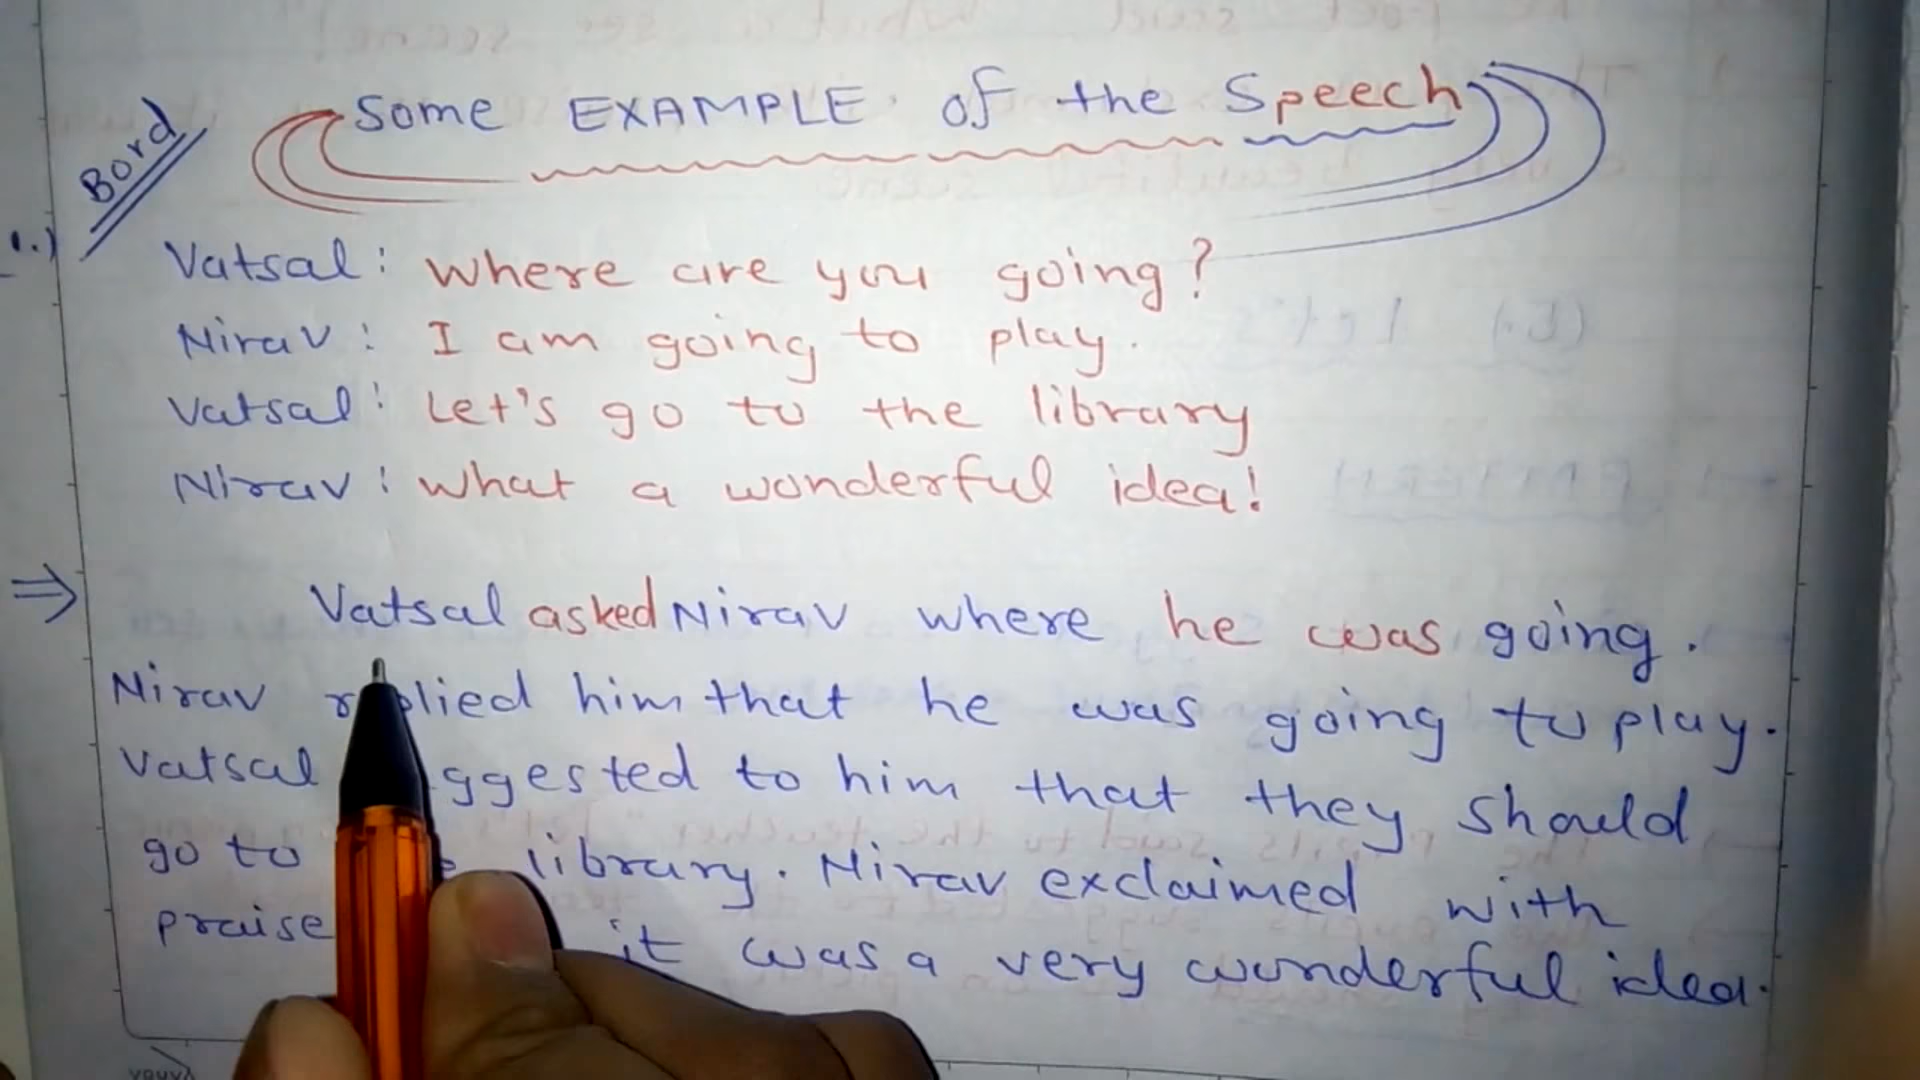 Some EXAMPLE of the Speech
Bord
1.)
Vatsal: Where are you going?
Nirav: I am going to play.
Vatsal: Let's go to the library
Nirav: What a wonderful idea!
⇒ Vatsal asked Nirav where he was going.
Nirav replied him that he was going to play.
Vatsal suggested to him that they should
go to library. Nirav exclaimed with
praise it was a very wonderful idea.